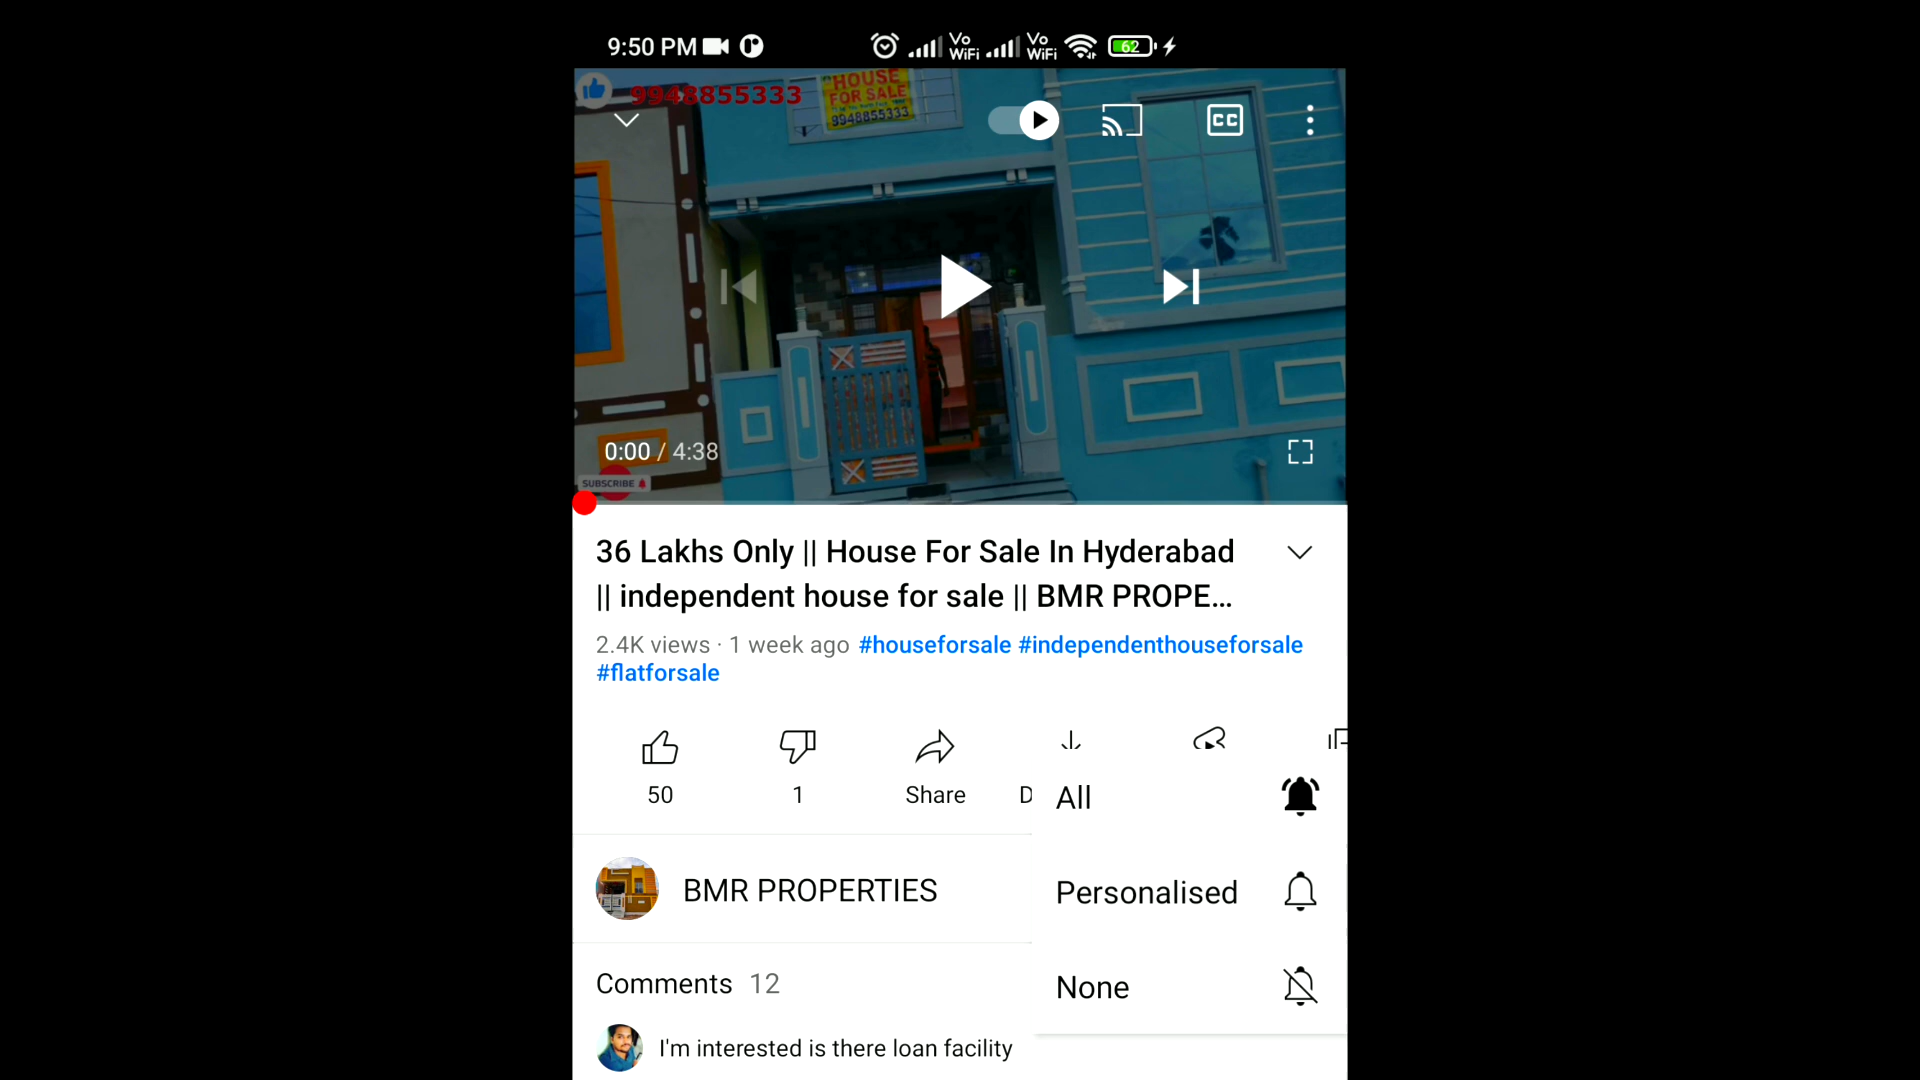 9:50 PM
Vo
WiFi
Vo
WiFi
62
9948855333
HOUSE
FOR SALE
9948855333
CC
0:00 / 4:38
SUBSCRIBE
36 Lakhs Only || House For Sale In Hyderabad
|| independent house for sale || BMR PROPE...
2.4K views · 1 week ago #houseforsale #independenthouseforsale
#flatforsale
50
1
Share
D
All
BMR PROPERTIES
Personalised
Comments 12
None
I'm interested is there loan facility